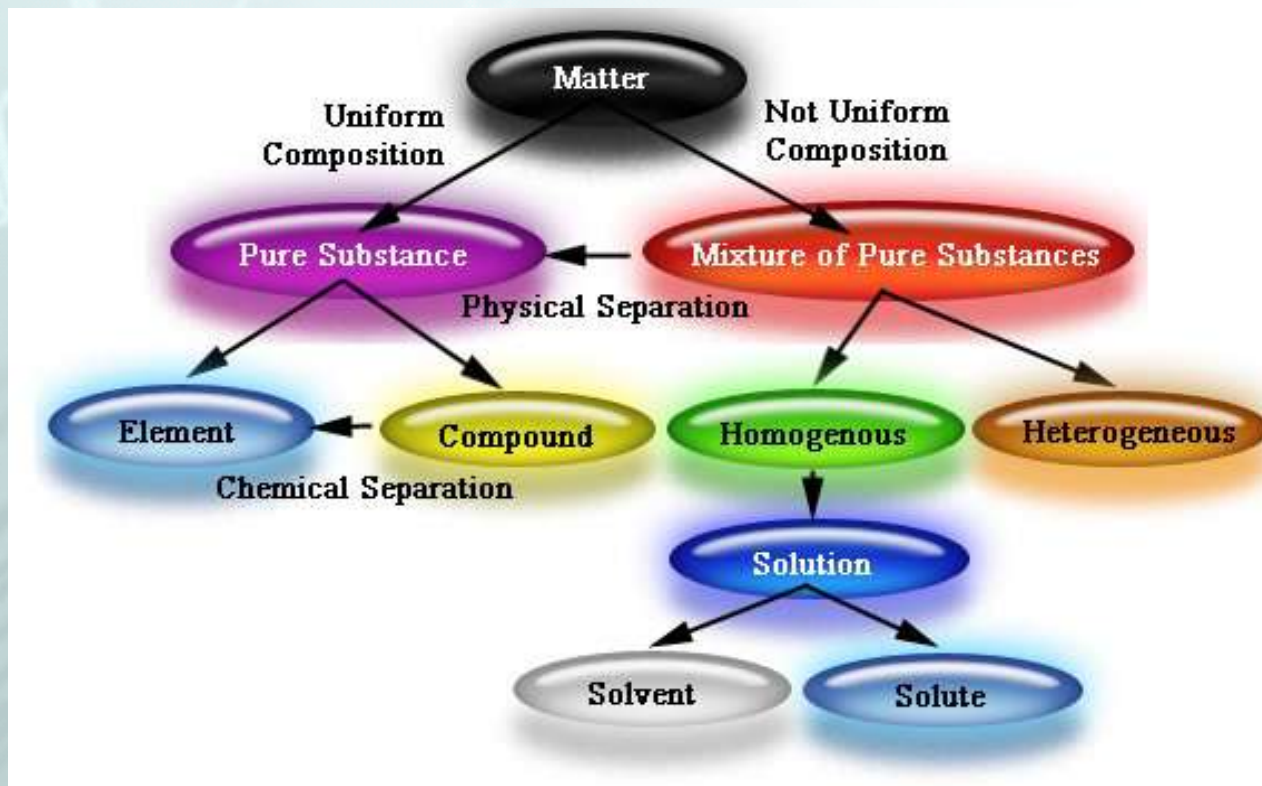 Matter
Uniform
Composition
Not Uniform
Composition
Pure Substance
Mixture of Pure Substances
Physical Separation
Element
Compound
Homogenous
Heterogeneous
Chemical Separation
Solution
Solvent
Solute